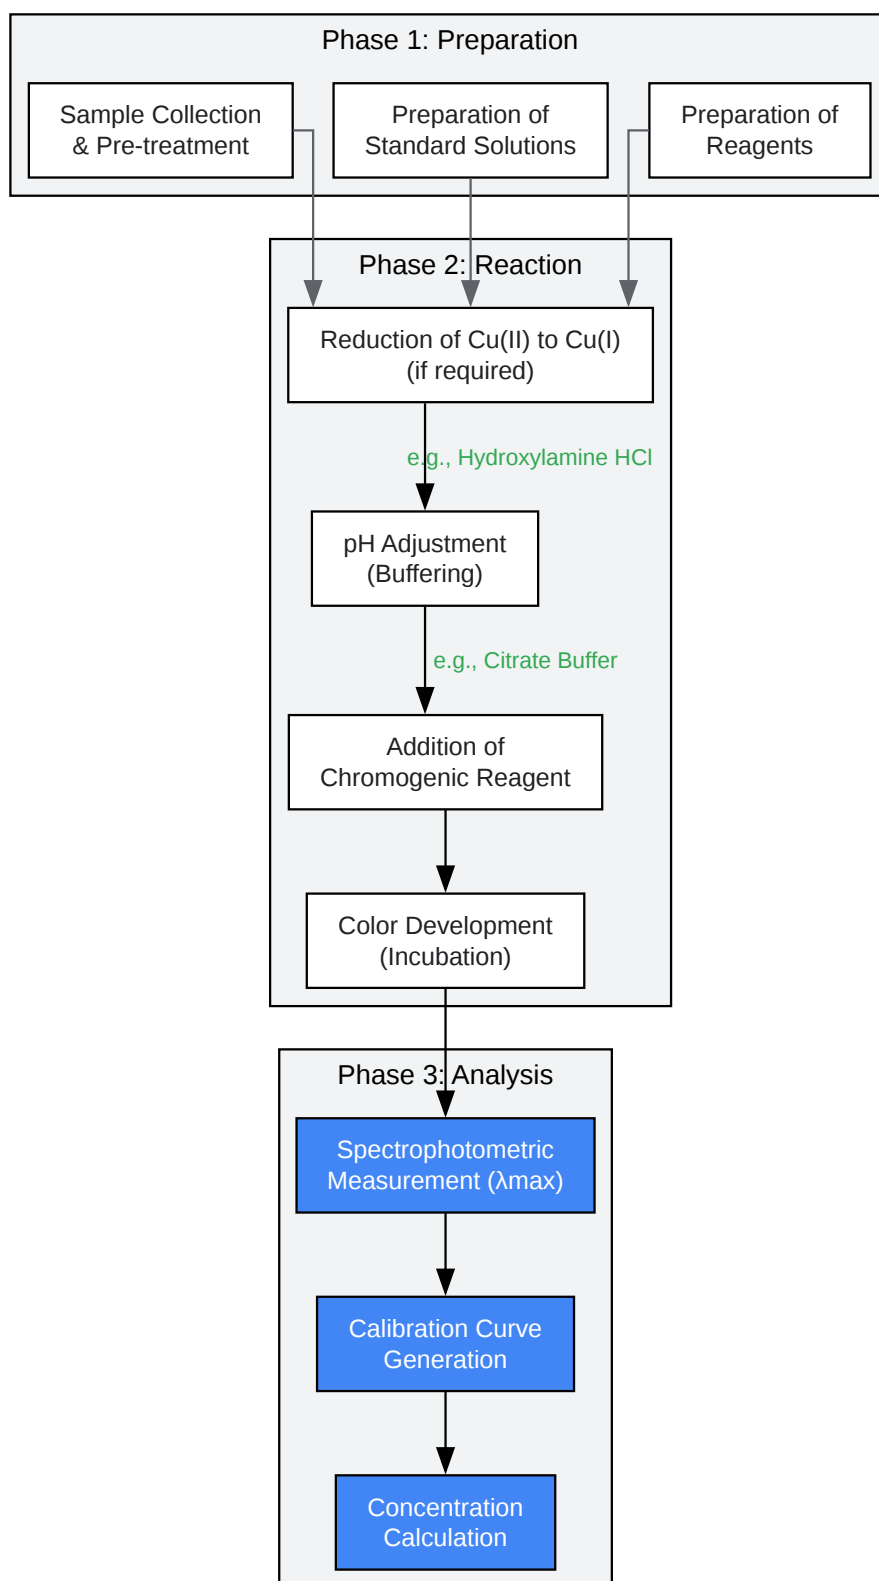 Phase 1: Preparation
Sample Collection
& Pre-treatment
Preparation of
Standard Solutions
Preparation of
Reagents
Phase 2: Reaction
Reduction of Cu(II) to Cu(I)
(if required)
e.g., Hydroxylamine HCl
pH Adjustment
(Buffering)
e.g., Citrate Buffer
Addition of
Chromogenic Reagent
Color Development
(Incubation)
Phase 3: Analysis
Spectrophotometric
Measurement (λmax)
Calibration Curve
Generation
Concentration
Calculation